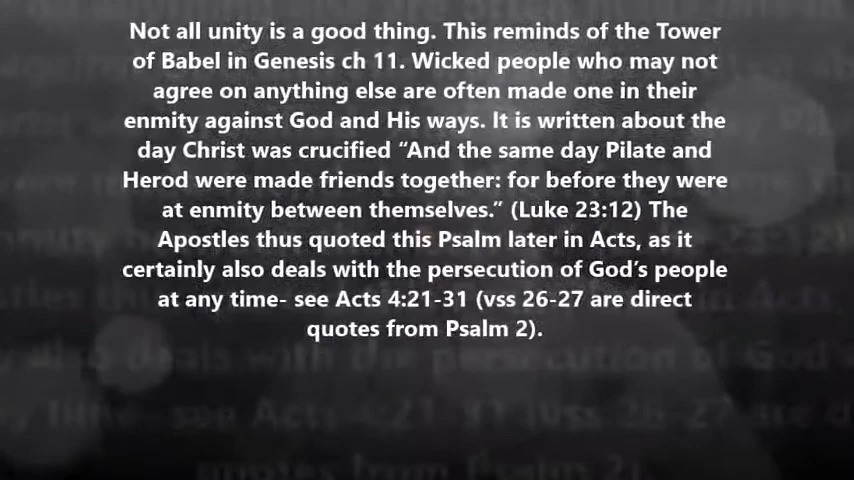 Not all unity is a good thing. This reminds of the Tower
of Babel in Genesis ch 11. Wicked people who may not
agree on anything else are often made one in their
enmity against God and His ways. It is written about the
day Christ was crucified “And the same day Pilate and
Herod were made friends together: for before they were
at enmity between themselves.” (Luke 23:12) The
Apostles thus quoted this Psalm later in Acts, as it
certainly also deals with the persecution of God’s people
at any time- see Acts 4:21-31 (vss 26-27 are direct
quotes from Psalm 2).